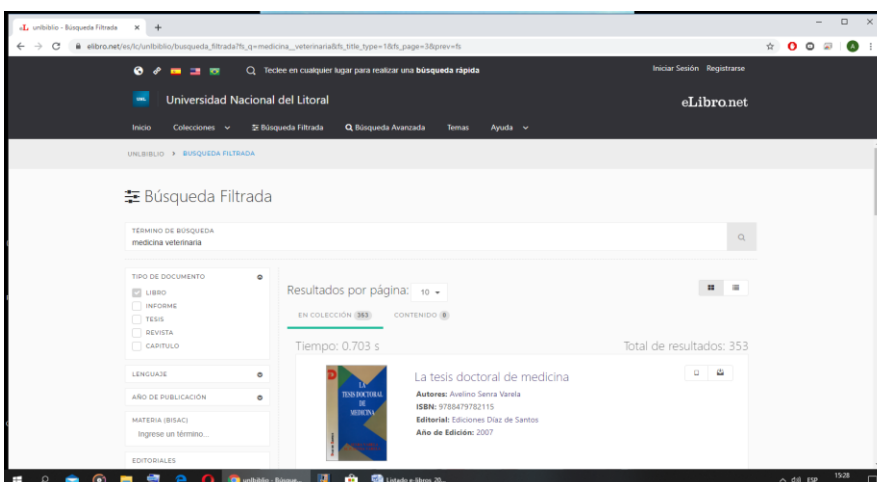 unlbiblio - Búsqueda Filtrada
elibro.net/es/lc/unlbiblio/busqueda_filtrada?fs_q=medicina__veterinaria&fs_title_type=1&fs_page=3&prev=fs
Teclee en cualquier lugar para realizar una búsqueda rápida
Iniciar Sesión Registrarse
UNL
Universidad Nacional del Litoral
eLibro.net
Inicio Colecciones Búsqueda Filtrada Búsqueda Avanzada Temas Ayuda
UNLBIBLIO BÚSQUEDA FILTRADA
Búsqueda Filtrada
TÉRMINO DE BÚSQUEDA
medicina veterinaria
TIPO DE DOCUMENTO
LIBRO
INFORME
TESIS
REVISTA
CAPITULO
LENGUAJE
AÑO DE PUBLICACIÓN
MATERIA (BISAC)
Ingrese un término...
EDITORIALES
Resultados por página: 10
EN COLECCIÓN 353 CONTENIDO 0
Tiempo: 0.703 s
Total de resultados: 353
LA
TESIS DOCTORAL
DE
MEDICINA
La tesis doctoral de medicina
Autores: Avelino Senra Varela
ISBN: 9788479782115
Editorial: Ediciones Díaz de Santos
Año de Edición: 2007
unlbiblio - Búsque...
Listado e-libros 20...
ESP
15:28